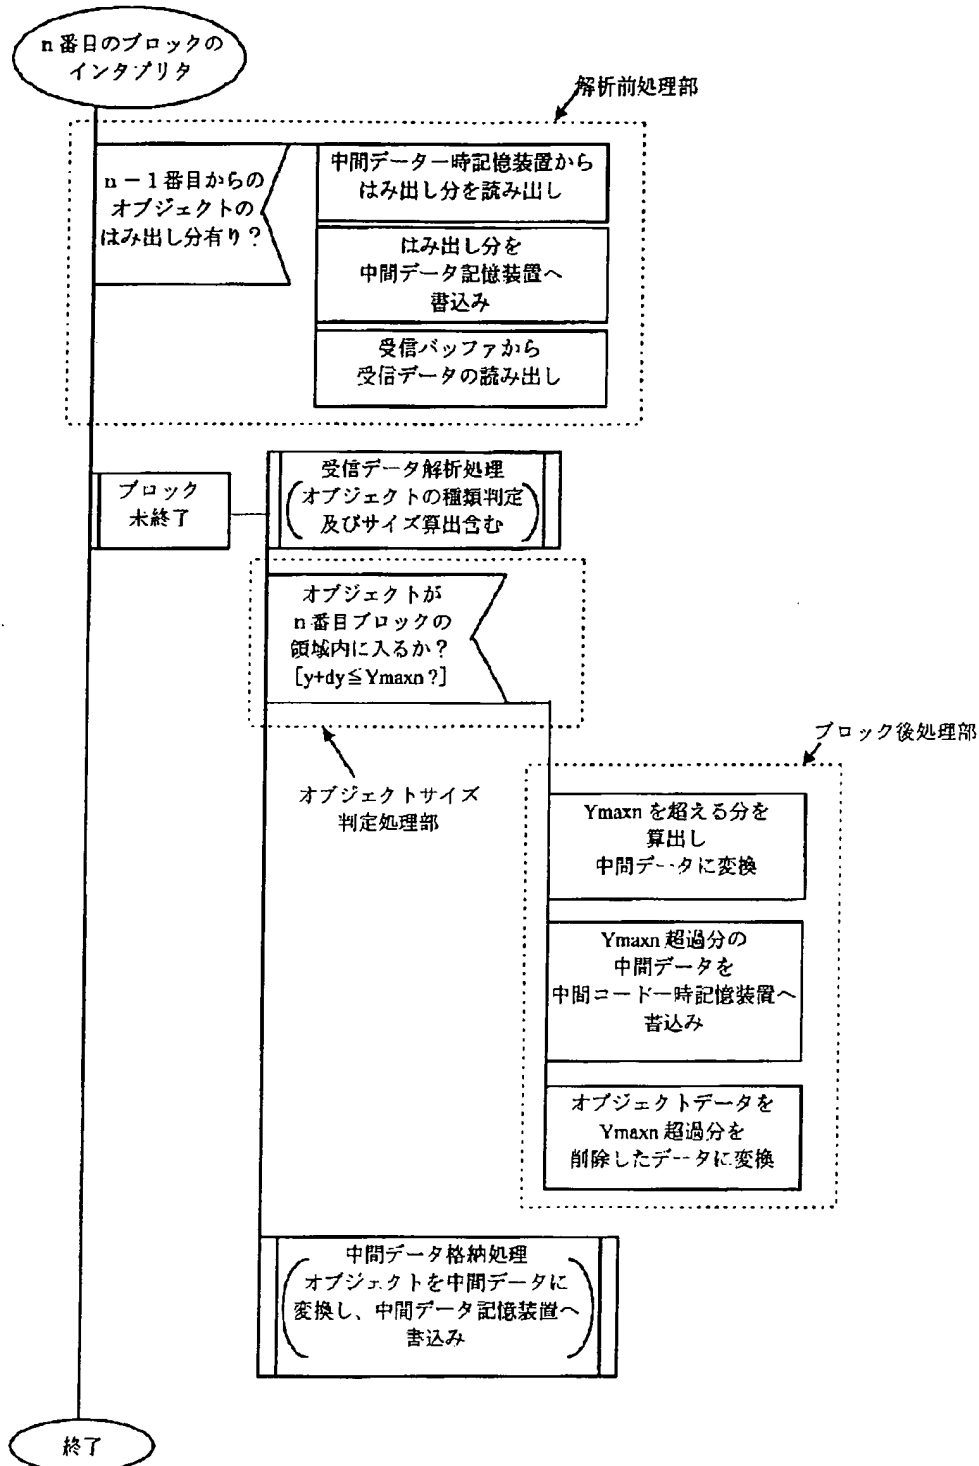 n番目のブロックの
インタプリタ
解析前処理部
n－1番目からの
オブジェクトの
はみ出し分有り？
中間データ一時記憶装置から
はみ出し分を読み出し
はみ出し分を
中間データ記憶装置へ
書込み
受信バッファから
受信データの読み出し
ブロック
未終了
受信データ解析処理
オブジェクトの種類判定
及びサイズ算出含む
オブジェクトが
n番目ブロックの
領域内に入るか？
［y+dy≦Ymaxn？］
オブジェクトサイズ
判定処理部
ブロック後処理部
Ymaxnを超える分を
算出し
中間データに変換
Ymaxn超過分の
中間データを
中間コード一時記憶装置へ
書込み
オブジェクトデータを
Ymaxn超過分を
削除したデータに変換
中間データ格納処理
オブジェクトを中間データに
変換し、中間データ記憶装置へ
書込み
終了